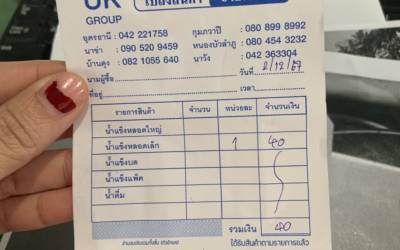 UK
GROUP
อุดรธานี : 042 221758 กุมภวาปี : 080 899 8992
นาข่า : 090 520 9459 หนองบัวลำภู : 080 454 3232
บ้านดุง : 082 1055 640 นาวัง : 042 363304
นามผู้ซื้อ วันที่ 2/12/67
ที่อยู่ เวลา
รายการสินค้า จำนวน หน่วยละ จำนวนเงิน
น้ำแข็งหลอดใหญ่
น้ำแข็งหลอดเล็ก 1 40
น้ำแข็งบด
น้ำแข็งแพ็ค
น้ำดื่ม
รวมเงิน 40
ได้รับสินค้าตามรายการข้างบน